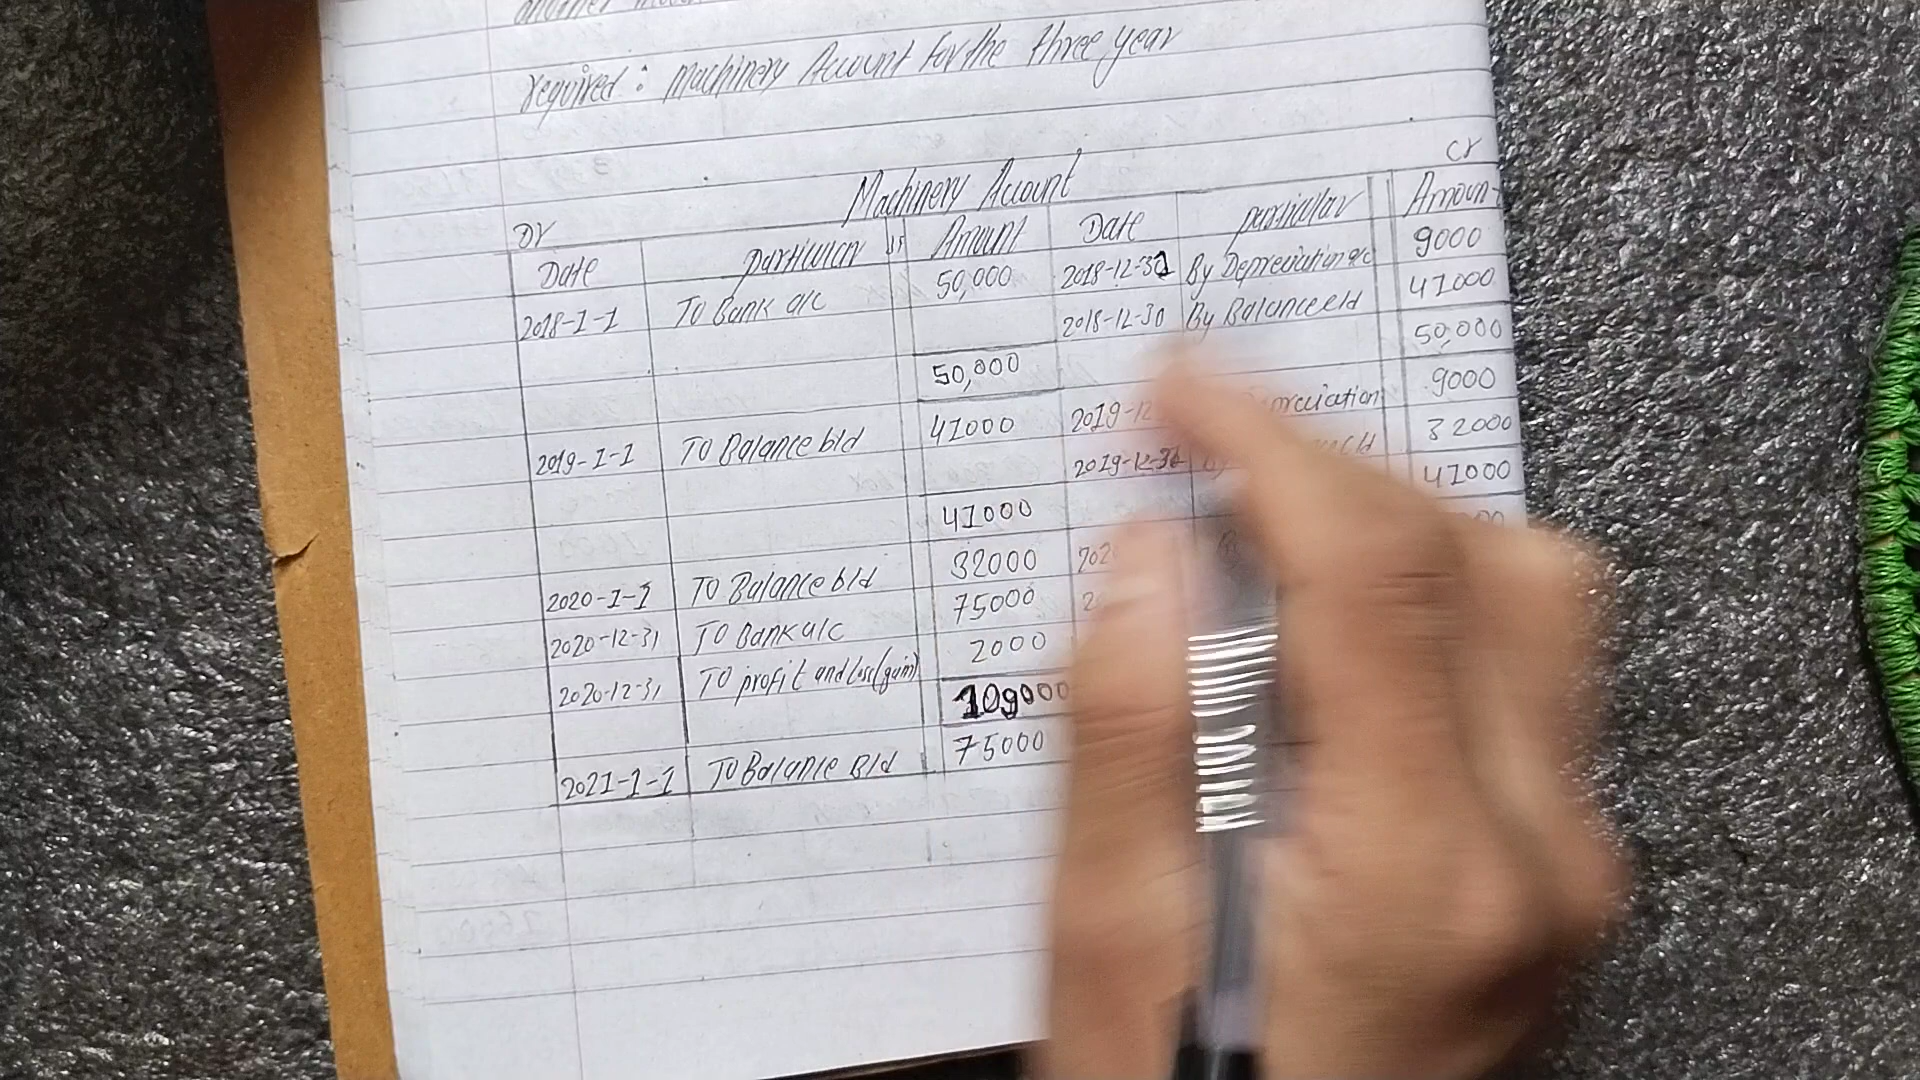 another
required : Machinery Account for the three year
Machinery Account
Dr Cr
Date particular Amount Date particular Amount
2018-1-1 To Bank a/c 50,000 2018-12-31 By Depreciation a/c 9000
2018-12-30 By Balance c/d 41000
50,000 50,000
2019-1-1 To Balance b/d 41000 2019-12 9000
2019-12-31 32000
41000 41000
2020-1-1 To Balance b/d 32000
2020-12-31 To Bank a/c 75000
2020-12-31 To profit and loss (gain) 2000
109000
2021-1-1 To Balance B/d 75000